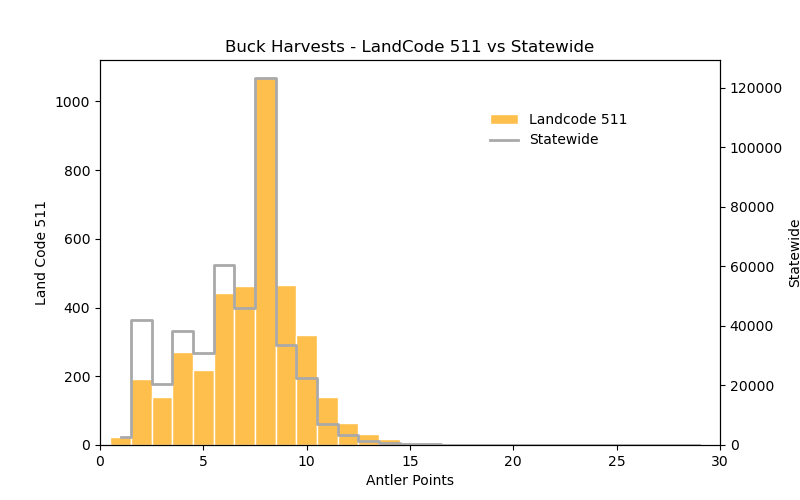 Buck Harvests - LandCode 511 vs Statewide
Landcode 511
Statewide
Land Code 511
0
200
400
600
800
1000
Statewide
0
20000
40000
60000
80000
100000
120000
0 5 10 15 20 25 30
Antler Points